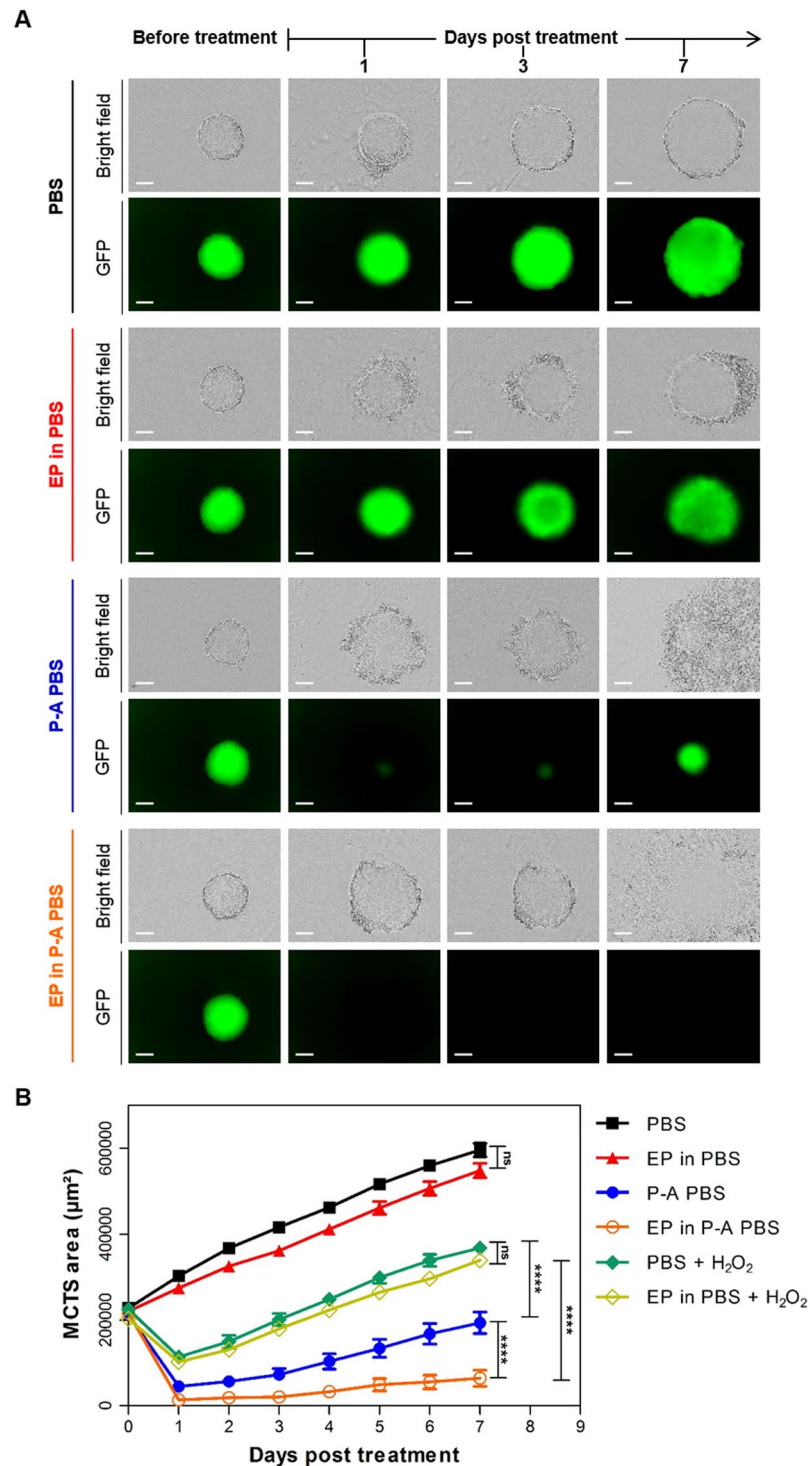 A
Before treatment
Days post treatment
1
3
7
PBS
Bright field
GFP
EP in PBS
Bright field
GFP
P-A PBS
Bright field
GFP
EP in P-A PBS
Bright field
GFP
B
MCTS area (µm²)
600000
400000
200000
0
0
1
2
3
4
5
6
7
8
9
Days post treatment
ns
ns
****
****
****
PBS
EP in PBS
P-A PBS
EP in P-A PBS
PBS + H₂O₂
EP in PBS + H₂O₂